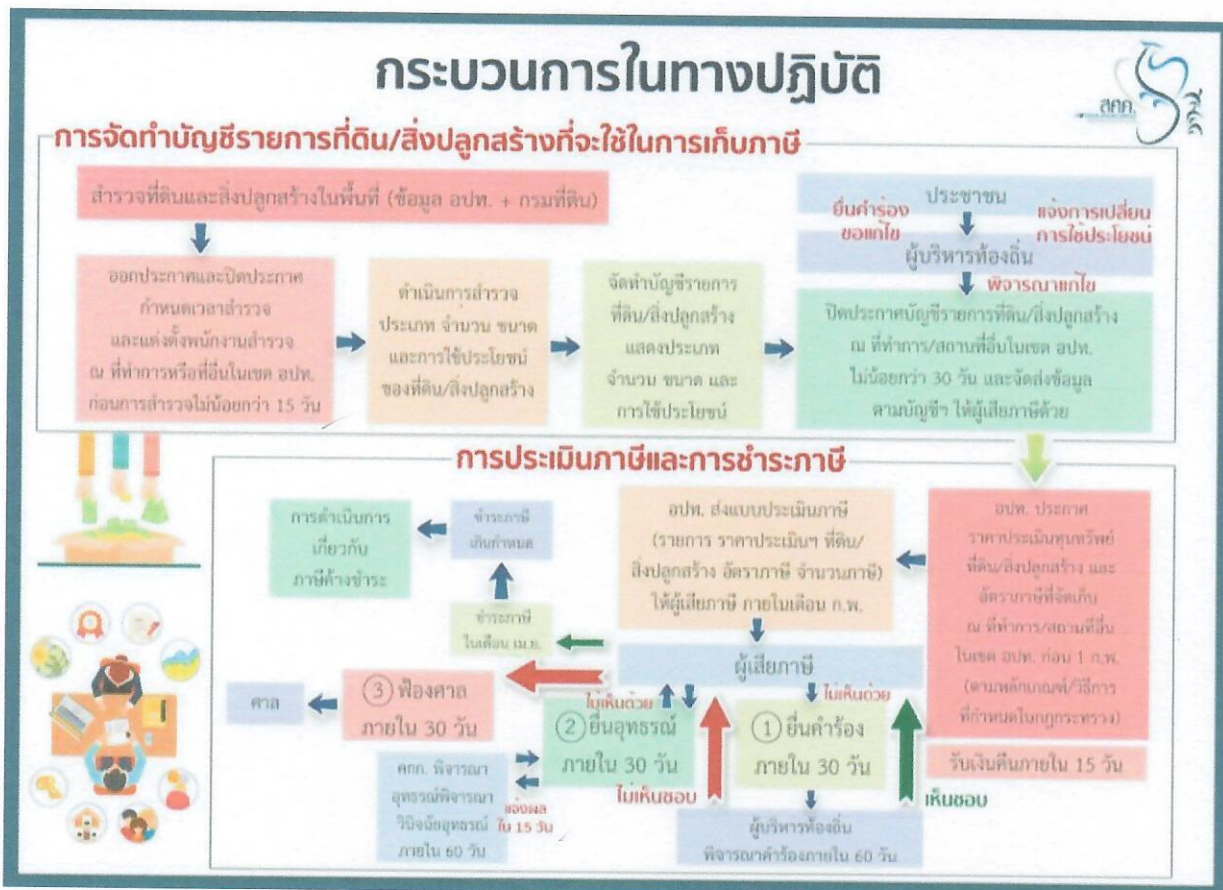 กระบวนการในทางปฏิบัติ
สศค.
การจัดทำบัญชีรายการที่ดิน/สิ่งปลูกสร้างที่จะใช้ในการเก็บภาษี
สำรวจที่ดินและสิ่งปลูกสร้างในพื้นที่ (ข้อมูล อปท. + กรมที่ดิน)
ออกประกาศและปิดประกาศ
กำหนดเวลาสำรวจ
และแต่งตั้งพนักงานสำรวจ
ณ ที่ทำการหรือที่อื่นในเขต อปท.
ก่อนการสำรวจไม่น้อยกว่า 15 วัน
ดำเนินการสำรวจ
ประเภท จำนวน ขนาด
และการใช้ประโยชน์
ของที่ดิน/สิ่งปลูกสร้าง
จัดทำบัญชีรายการ
ที่ดิน/สิ่งปลูกสร้าง
แสดงประเภท
จำนวน ขนาด และ
การใช้ประโยชน์
ประชาชน
ยื่นคำร้อง
ขอแก้ไข
แจ้งการเปลี่ยน
การใช้ประโยชน์
ผู้บริหารท้องถิ่น
พิจารณาแก้ไข
ปิดประกาศบัญชีรายการที่ดิน/สิ่งปลูกสร้าง
ณ ที่ทำการ/สถานที่อื่นในเขต อปท.
ไม่น้อยกว่า 30 วัน และจัดส่งข้อมูล
ตามบัญชีฯ ให้ผู้เสียภาษีด้วย
การประเมินภาษีและการชำระภาษี
อปท. ประกาศ
ราคาประเมินทุนทรัพย์
ที่ดิน/สิ่งปลูกสร้าง และ
อัตราภาษีที่จัดเก็บ
ณ ที่ทำการ/สถานที่อื่น
ในเขต อปท. ก่อน 1 ก.พ.
(ตามหลักเกณฑ์/วิธีการ
ที่กำหนดในกฎกระทรวง)
อปท. ส่งแบบประเมินภาษี
(รายการ ราคาประเมินฯ ที่ดิน/
สิ่งปลูกสร้าง อัตราภาษี จำนวนภาษี)
ให้ผู้เสียภาษี ภายในเดือน ก.พ.
ผู้เสียภาษี
ชำระภาษี
ในเดือน เม.ย.
ชำระภาษี
เกินกำหนด
การดำเนินการ
เกี่ยวกับ
ภาษีค้างชำระ
ไม่เห็นด้วย
① ยื่นคำร้อง
ภายใน 30 วัน
ผู้บริหารท้องถิ่น
พิจารณาคำร้องภายใน 60 วัน
เห็นชอบ
รับเงินคืนภายใน 15 วัน
ไม่เห็นชอบ
ไม่เห็นด้วย
② ยื่นอุทธรณ์
ภายใน 30 วัน
คกก. พิจารณา
อุทธรณ์พิจารณา
วินิจฉัยอุทธรณ์
ภายใน 60 วัน
แจ้งผล
ใน 15 วัน
③ ฟ้องศาล
ภายใน 30 วัน
ศาล